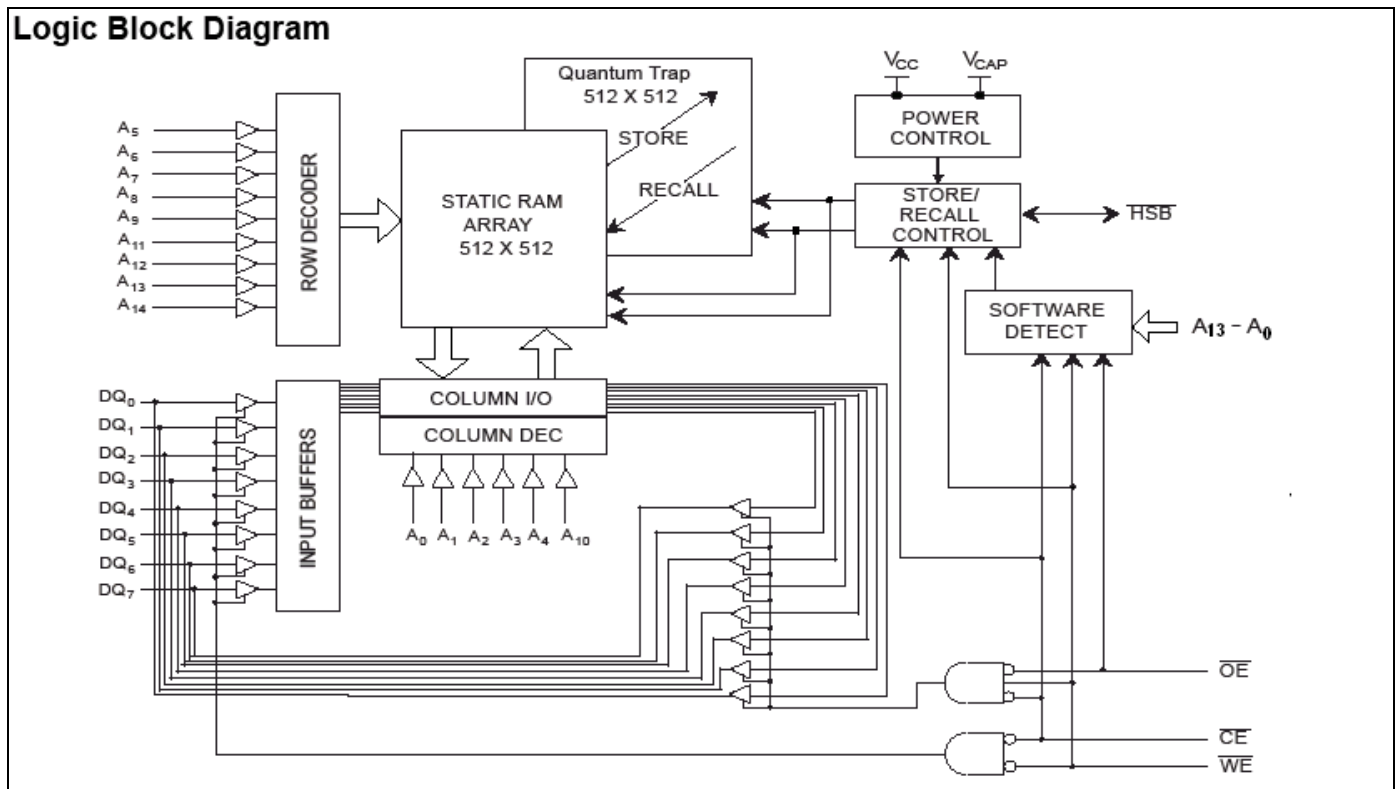 Logic Block Diagram
Quantum Trap
512 X 512
STORE
RECALL
STATIC RAM
ARRAY
512 X 512
VCC
VCAP
POWER
CONTROL
STORE/
RECALL
CONTROL
HSB
SOFTWARE
DETECT
A13 – A0
A5
A6
A7
A8
A9
A11
A12
A13
A14
ROW DECODER
DQ0
DQ1
DQ2
DQ3
DQ4
DQ5
DQ6
DQ7
INPUT BUFFERS
COLUMN I/O
COLUMN DEC
A0
A1
A2
A3
A4
A10
OE
CE
WE